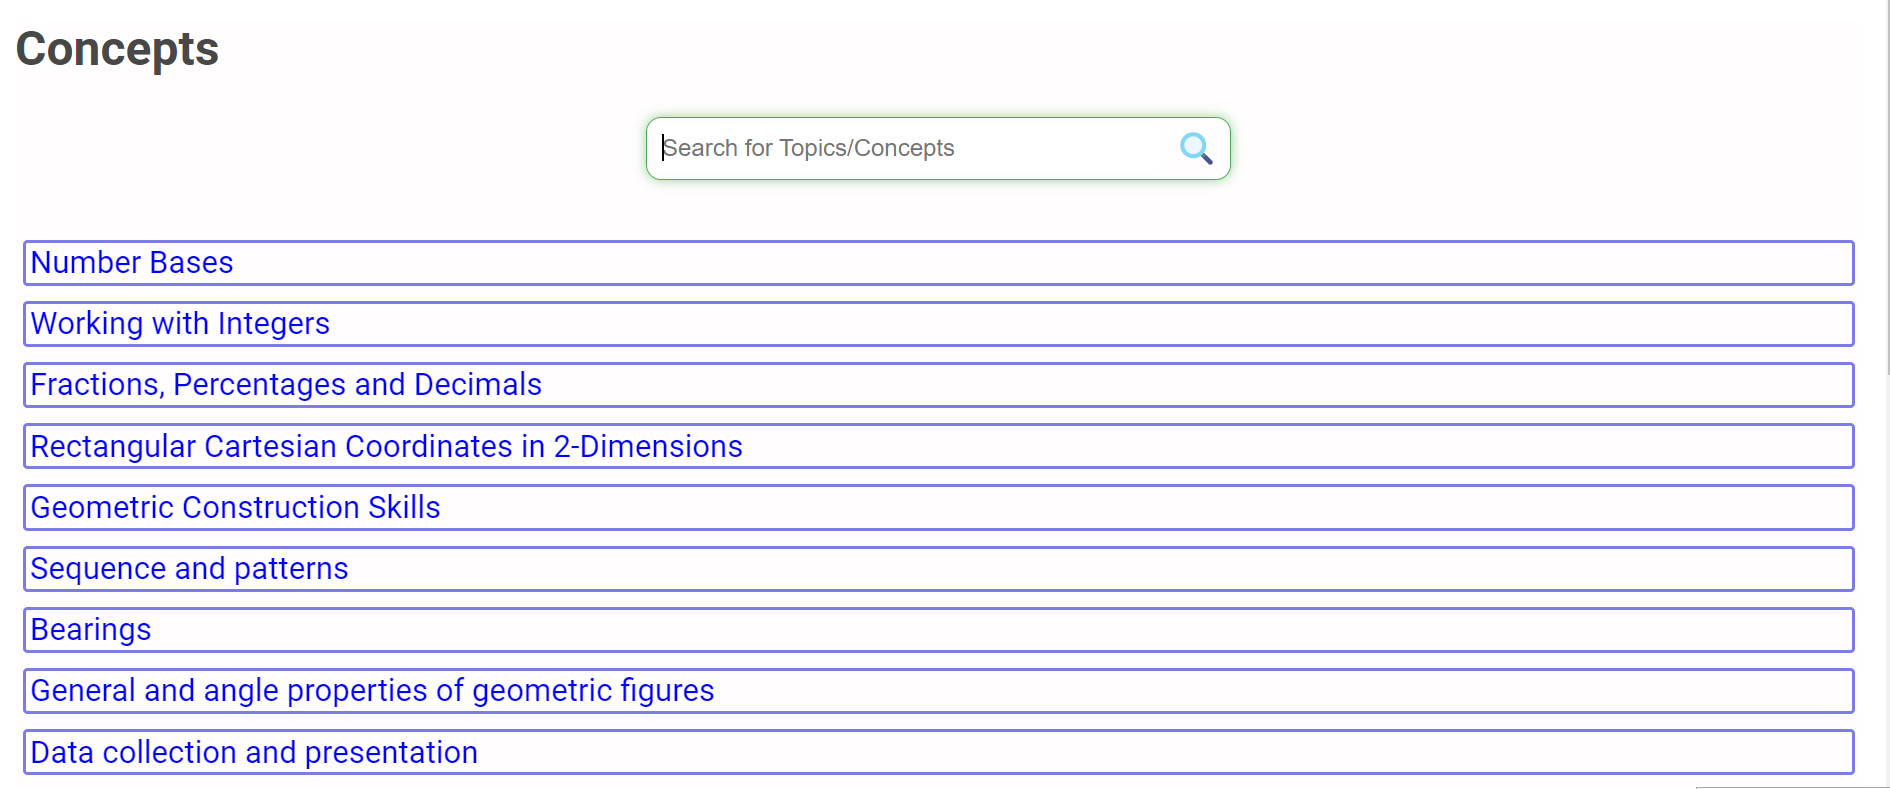 Concepts
Search for Topics/Concepts
Number Bases
Working with Integers
Fractions, Percentages and Decimals
Rectangular Cartesian Coordinates in 2-Dimensions
Geometric Construction Skills
Sequence and patterns
Bearings
General and angle properties of geometric figures
Data collection and presentation